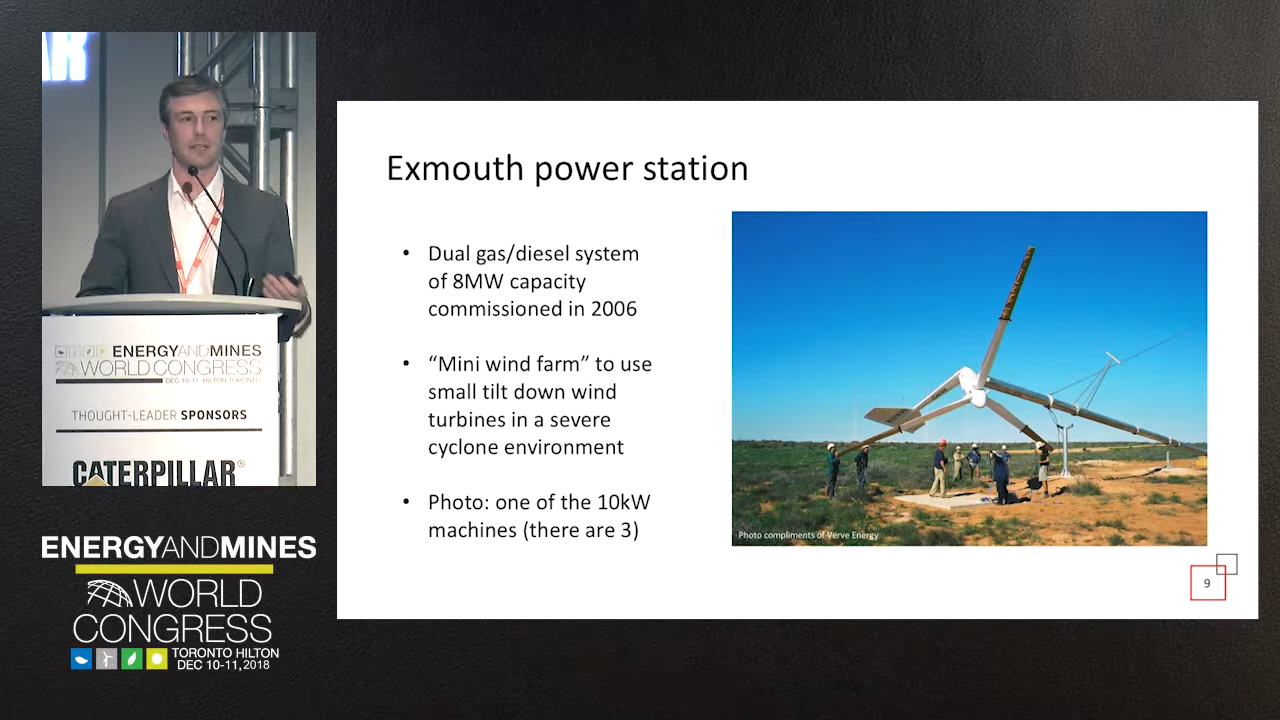 AR
ENERGYANDMINES
WORLD CONGRESS
DEC 10-11, HILTON TORONTO
THOUGHT-LEADER SPONSORS
CATERPILLAR®
ENERGYANDMINES
WORLD
CONGRESS
TORONTO HILTON
DEC 10-11, 2018
Exmouth power station
• Dual gas/diesel system
of 8MW capacity
commissioned in 2006
• “Mini wind farm” to use
small tilt down wind
turbines in a severe
cyclone environment
• Photo: one of the 10kW
machines (there are 3)
Photo compliments of Verve Energy
9